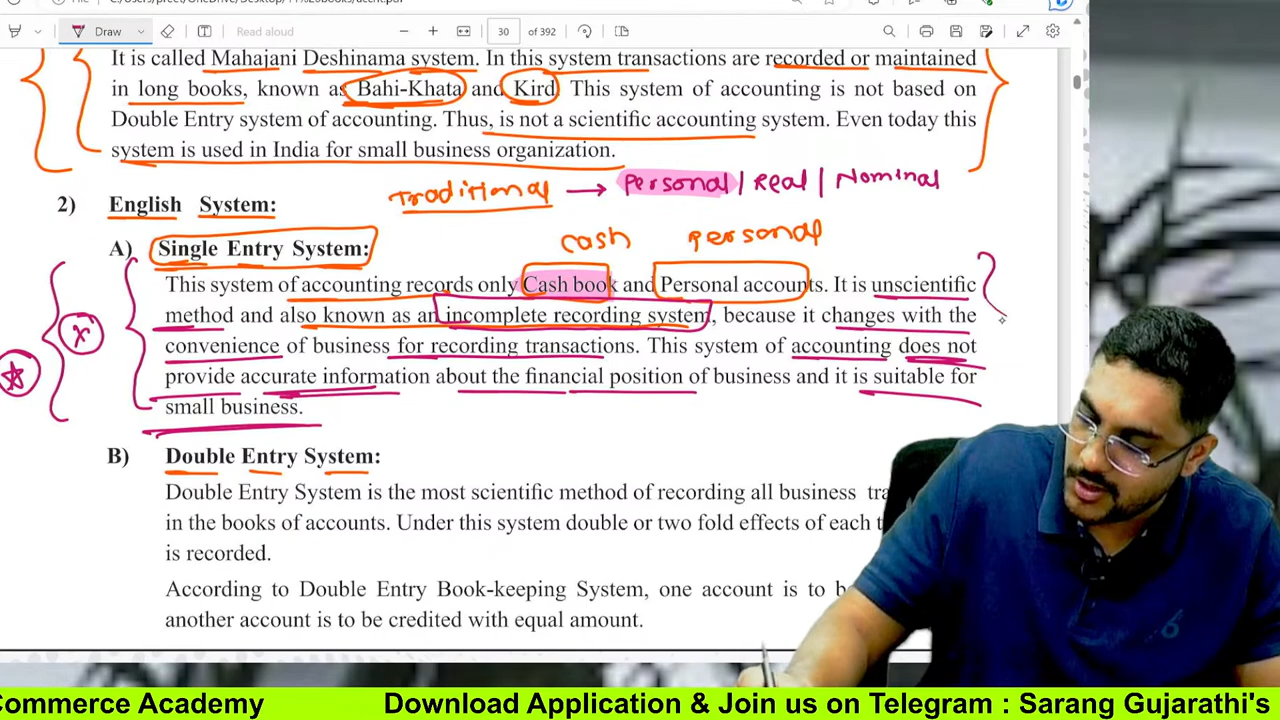 Draw
Read aloud
30 of 392
It is called Mahajani Deshinama system. In this system transactions are recorded or maintained
in long books, known as Bahi-Khata and Kird This system of accounting is not based on
Double Entry system of accounting. Thus, is not a scientific accounting system. Even today this
system is used in India for small business organization.
Traditional → Personal | Real | Nominal
2) English System:
A) Single Entry System:
cash personal
This system of accounting records only Cash book and Personal accounts. It is unscientific
method and also known as an incomplete recording system, because it changes with the
convenience of business for recording transactions. This system of accounting does not
provide accurate information about the financial position of business and it is suitable for
small business.
B) Double Entry System:
Double Entry System is the most scientific method of recording all business
in the books of accounts. Under this system double or two fold effects of each
is recorded.
According to Double Entry Book-keeping System, one account is to
another account is to be credited with equal amount.
Commerce Academy Download Application & Join us on Telegram : Sarang Gujarathi's